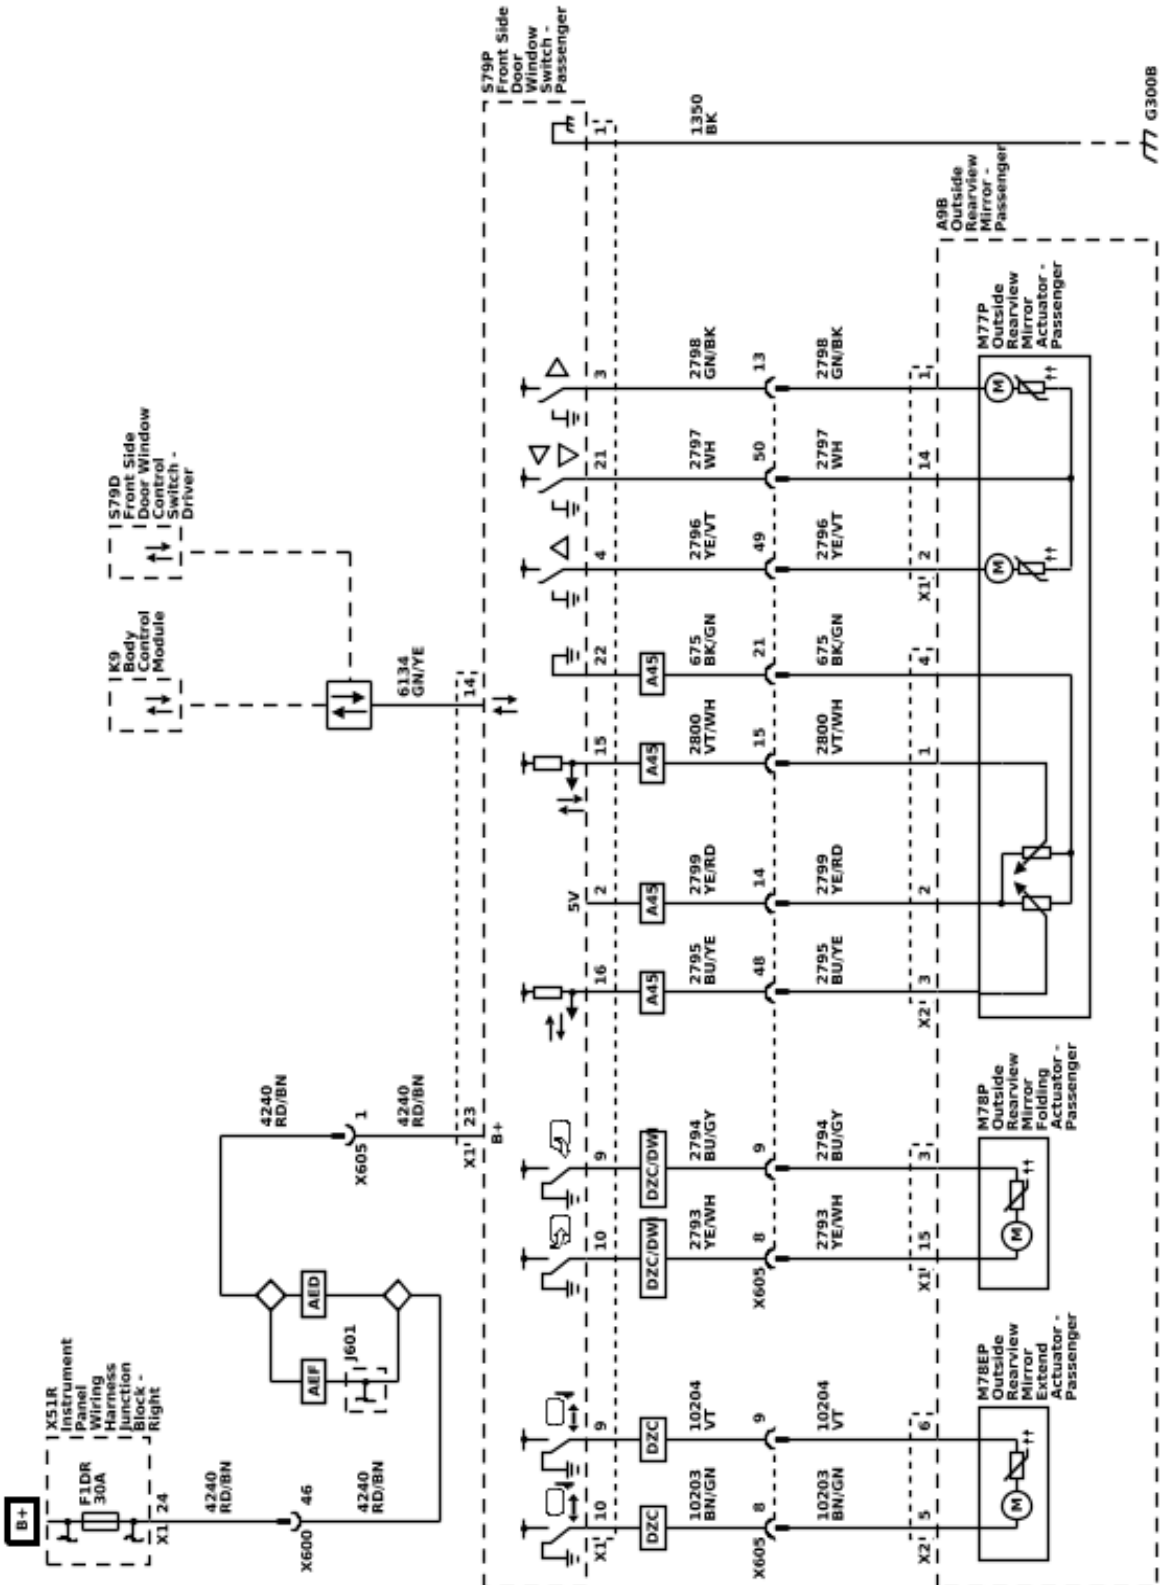 B+
X51R
Instrument
Panel
Wiring
Harness
Junction
Block -
Right
F1DR
30A
X1
24
4240
RD/BN
X600
46
4240
RD/BN
AEF
J601
AED
4240
RD/BN
X605
1
4240
RD/BN
X1
23
B+
K9
Body
Control
Module
S79D
Front Side
Door Window
Control
Switch -
Driver
6134
GN/YE
14
S79P
Front Side
Door
Window
Switch -
Passenger
5V
X1
10
9
10
9
16
2
15
22
4
21
3
1
DZC
DZC
DZC/DWI
DZC/DWI
A45
A45
A45
A45
10203
BN/GN
10204
VT
2793
YE/WH
2794
BU/GY
2795
BU/YE
2799
YE/RD
2800
VT/WH
675
BK/GN
2796
YE/VT
2797
WH
2798
GN/BK
1350
BK
X605
8
9
X605
8
9
48
14
15
21
49
50
13
10203
BN/GN
10204
VT
2793
YE/WH
2794
BU/GY
2795
BU/YE
2799
YE/RD
2800
VT/WH
675
BK/GN
2796
YE/VT
2797
WH
2798
GN/BK
X2
5
6
X1
15
3
X2
3
2
1
4
X1
2
14
1
A9B
Outside
Rearview
Mirror -
Passenger
M78EP
Outside
Rearview
Mirror
Extend
Actuator -
Passenger
M
M78P
Outside
Rearview
Mirror
Folding
Actuator -
Passenger
M
M77P
Outside
Rearview
Mirror
Actuator -
Passenger
M
M
G300B